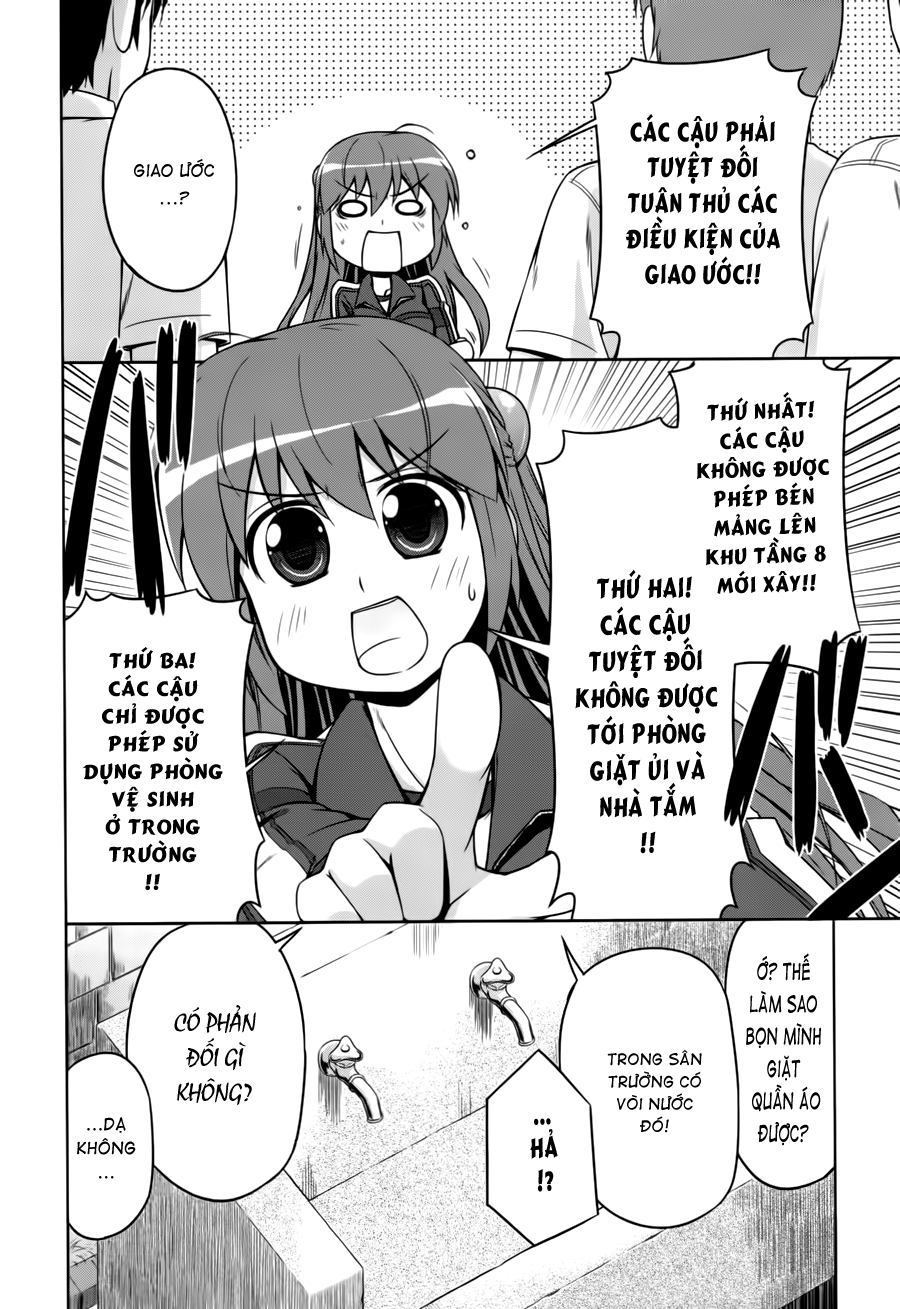 CÁC CẬU PHẢI
TUYỆT ĐỐI
TUÂN THỦ CÁC
ĐIỀU KIỆN CỦA
GIAO ƯỚC!!
GIAO ƯỚC
...?
THỨ NHẤT!
CÁC CẬU
KHÔNG ĐƯỢC
PHÉP BÉN
MẢNG LÊN
KHU TẦNG 8
MỚI XÂY!!
THỨ HAI!
CÁC CẬU
TUYỆT ĐỐI
KHÔNG ĐƯỢC
TỚI PHÒNG
GIẶT ỦI VÀ
NHÀ TẮM
!!
THỨ BA!
CÁC CẬU
CHỈ ĐƯỢC
PHÉP SỬ
DỤNG PHÒNG
VỆ SINH
Ở TRONG
TRƯỜNG
!!
Ớ? THẾ
LÀM SAO
BỌN MÌNH
GIẶT
QUẦN ÁO
ĐƯỢC?
TRONG SÂN
TRƯỜNG CÓ
VÒI NƯỚC
ĐÓ!
...
HẢ
!?
CÓ PHẢN
ĐỐI GÌ
KHÔNG?
...DẠ
KHÔNG
...